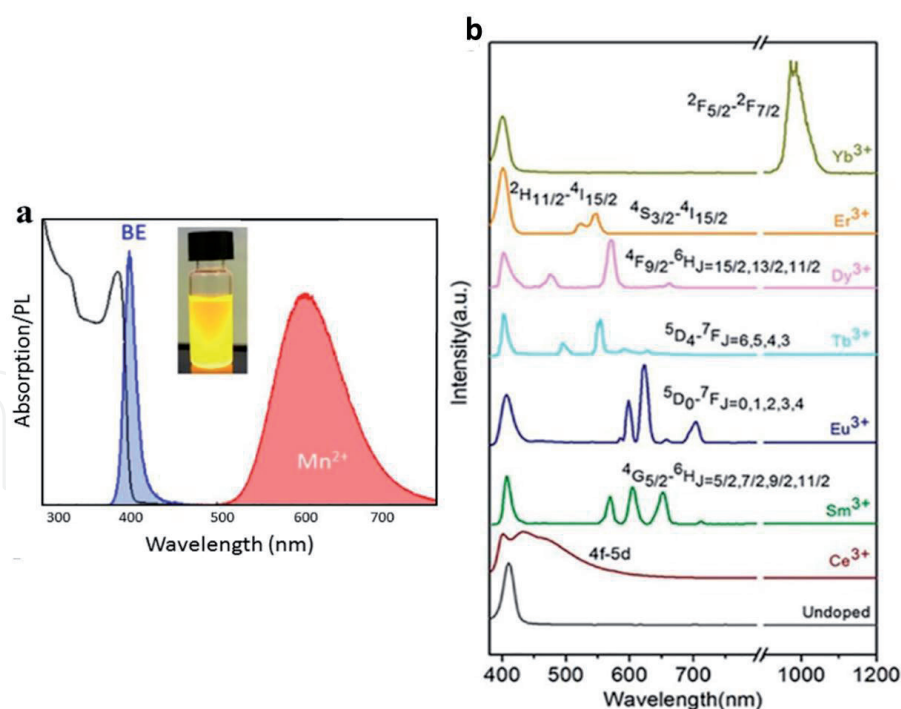 a
BE
Mn²⁺
Absorption/PL
300 400 500 600 700
Wavelength (nm)
b
²F5/2-²F7/2
Yb³⁺
²H11/2-⁴I15/2
⁴S3/2-⁴I15/2
Er³⁺
⁴F9/2-⁶HJ=15/2,13/2,11/2
Dy³⁺
⁵D4-⁷FJ=6,5,4,3
Tb³⁺
⁵D0-⁷FJ=0,1,2,3,4
Eu³⁺
⁴G5/2-⁶HJ=5/2,7/2,9/2,11/2
Sm³⁺
4f-5d
Ce³⁺
Undoped
Intensity(a.u.)
400 500 600 700 1000 1200
Wavelength(nm)